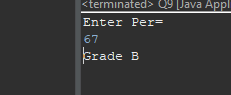 <terminated> Q9 [Java Appl
Enter Per=
67
Grade B